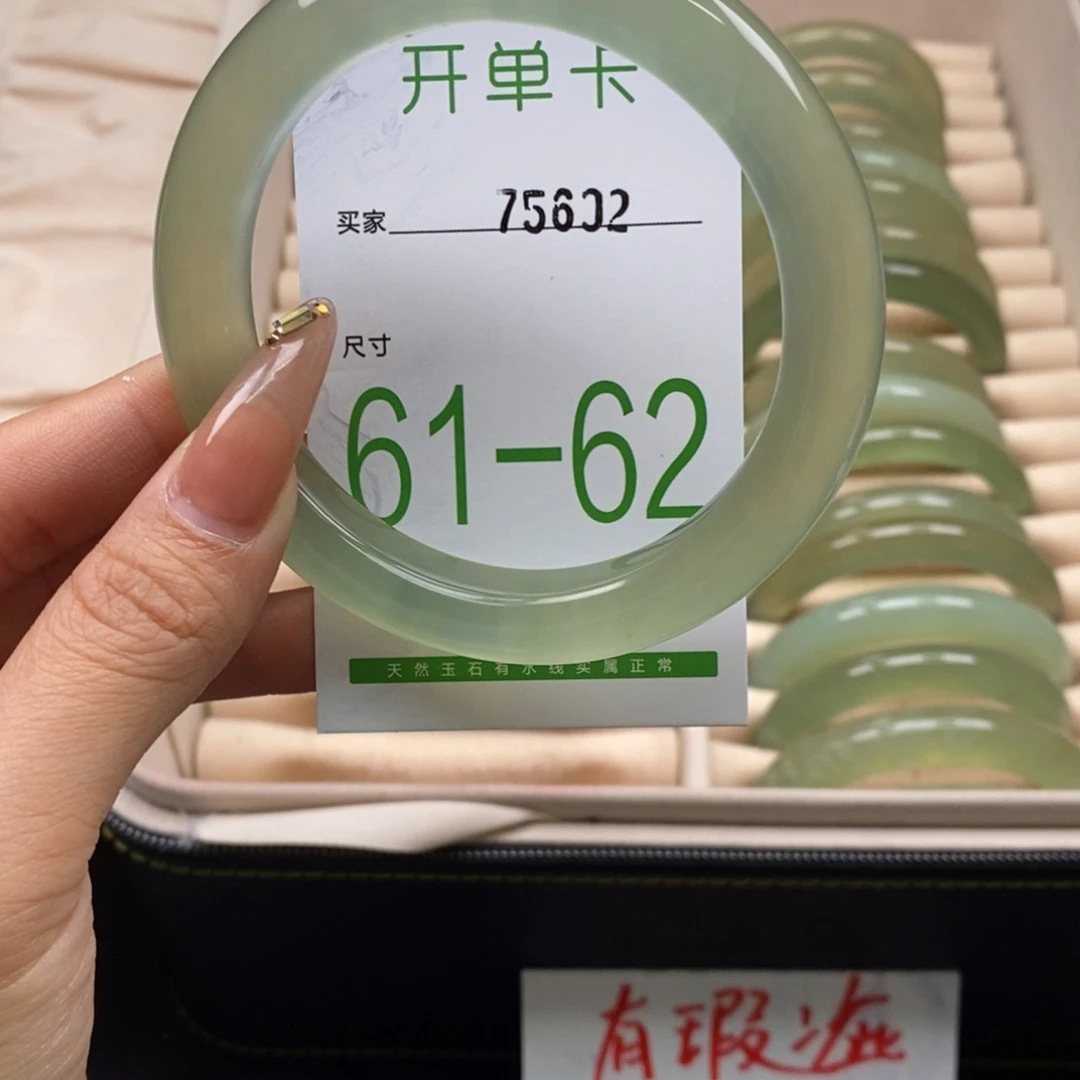 开单卡
买家 75602
尺寸
61-62
天然玉石有水线实属正常
有瑕疵